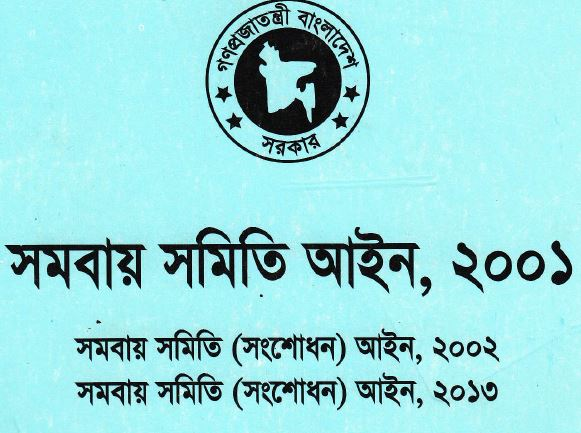 গণপ্রজাতন্ত্রী বাংলাদেশ
সরকার
সমবায় সমিতি আইন, ২০০১
সমবায় সমিতি (সংশোধন) আইন, ২০০২
সমবায় সমিতি (সংশোধন) আইন, ২০১৩